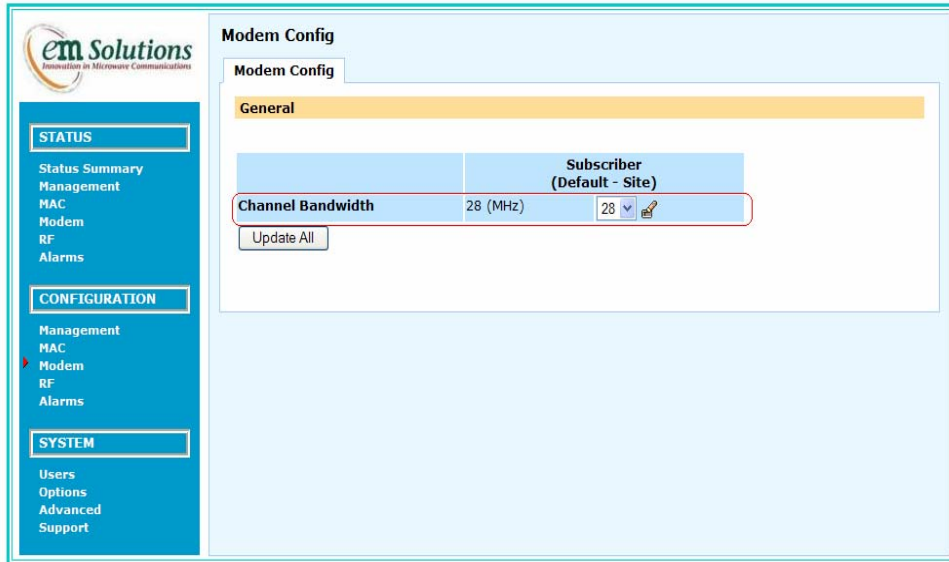 em Solutions
Innovation in Microwave Communications
STATUS
Status Summary
Management
MAC
Modem
RF
Alarms
CONFIGURATION
Management
MAC
Modem
RF
Alarms
SYSTEM
Users
Options
Advanced
Support
Modem Config
Modem Config
General
Subscriber
(Default - Site)
Channel Bandwidth 28 (MHz) 28
Update All